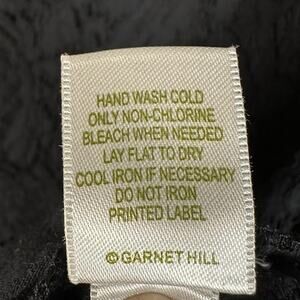 HAND WASH COLD
ONLY NON-CHLORINE
BLEACH WHEN NEEDED
LAY FLAT TO DRY
COOL IRON IF NECESSARY
DO NOT IRON
PRINTED LABEL
©GARNET HILL